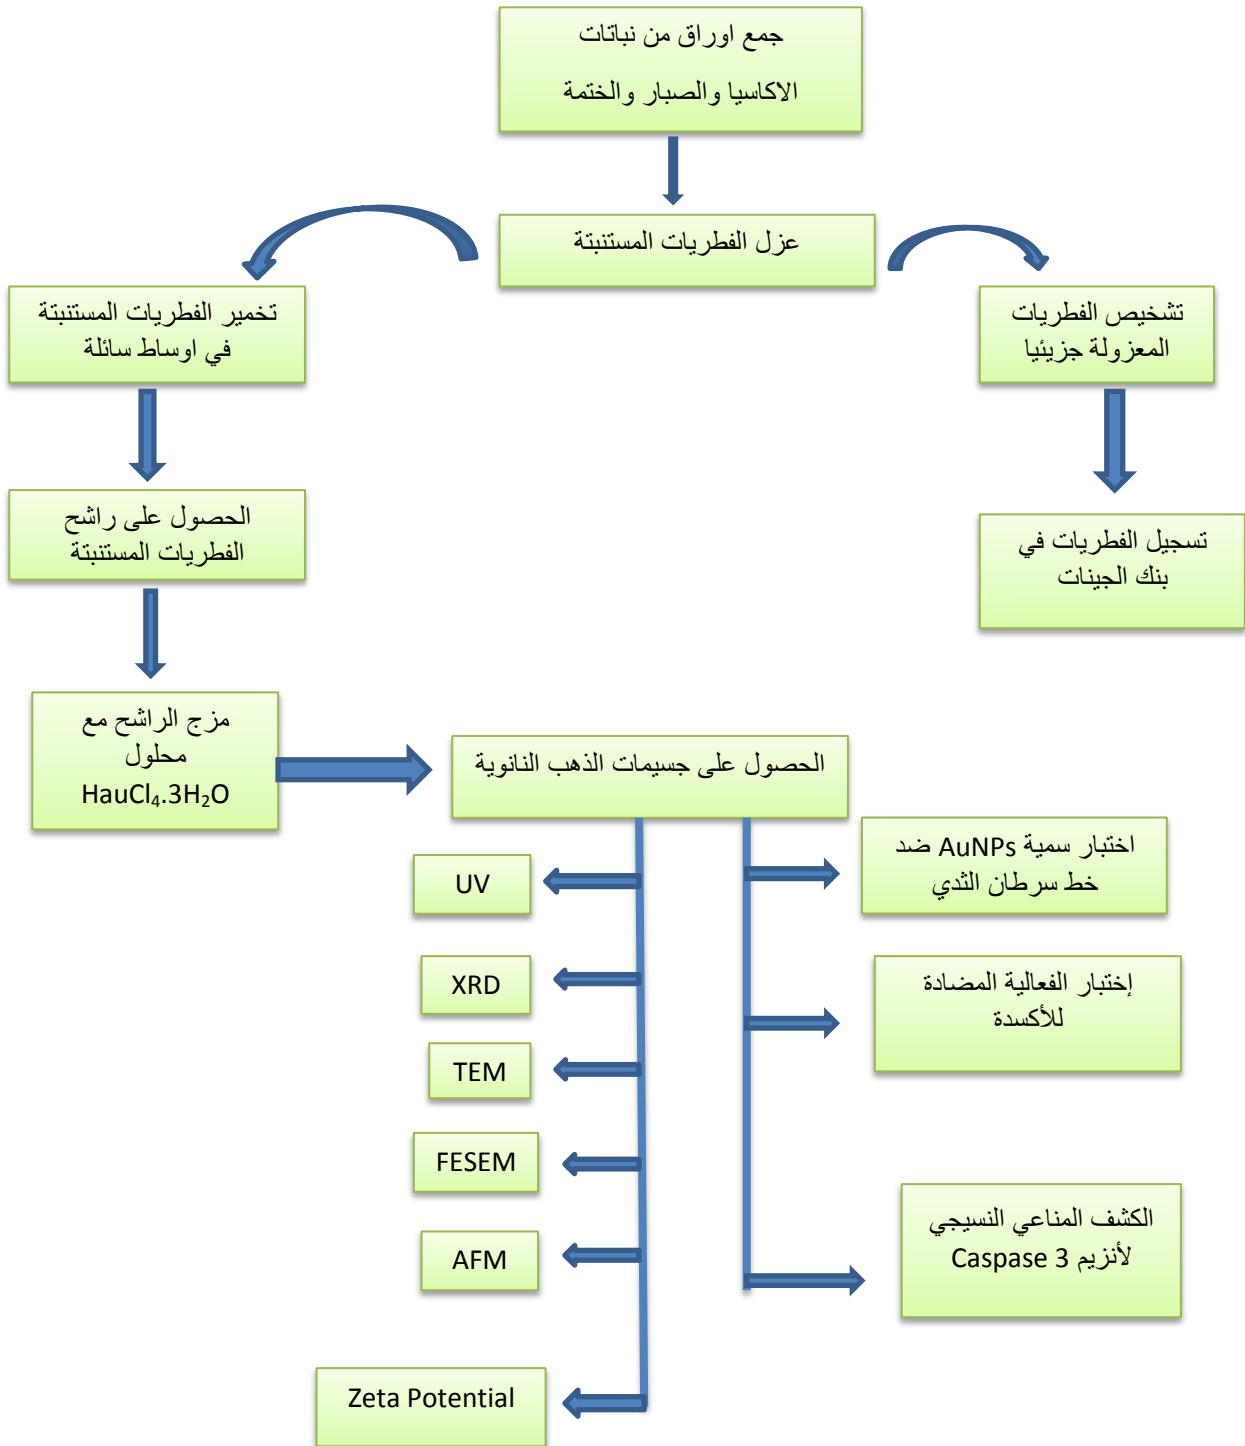 جمع اوراق من نباتات
الاكاسيا والصبار والختمة
عزل الفطريات المستنبتة
تشخيص الفطريات
المعزولة جزيئيا
تسجيل الفطريات في
بنك الجينات
تخمير الفطريات المستنبتة
في اوساط سائلة
الحصول على راشح
الفطريات المستنبتة
مزج الراشح مع
محلول
HauCl₄.3H₂O
الحصول على جسيمات الذهب النانوية
اختبار سمية AuNPs ضد
خط سرطان الثدي
إختبار الفعالية المضادة
للأكسدة
الكشف المناعي النسيجي
لأنزيم Caspase 3
UV
XRD
TEM
FESEM
AFM
Zeta Potential